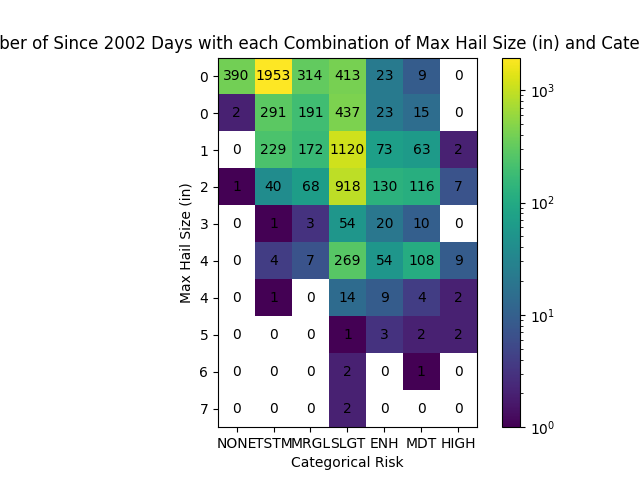 ber of Since 2002 Days with each Combination of Max Hail Size (in) and Cate
0 390 1953 314 413 23 9 0
0 2 291 191 437 23 15 0
1 0 229 172 1120 73 63 2
2 1 40 68 918 130 116 7
3 0 1 3 54 20 10 0
4 0 4 7 269 54 108 9
4 0 1 0 14 9 4 2
5 0 0 0 1 3 2 2
6 0 0 0 2 0 1 0
7 0 0 0 2 0 0 0
NONE TSTM MRGL SLGT ENH MDT HIGH
Categorical Risk
Max Hail Size (in)
10³
10²
10¹
10⁰